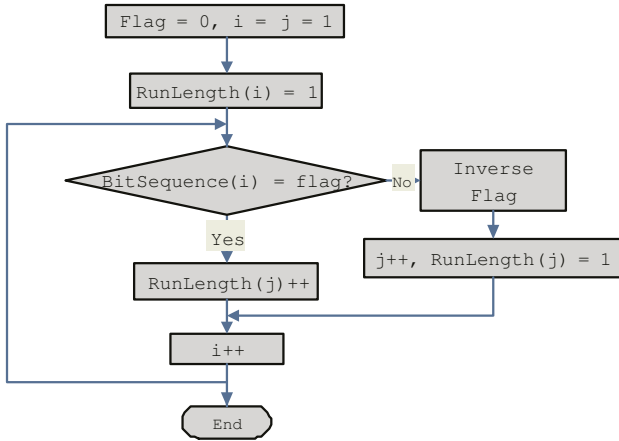 Flag = 0, i = j = 1
RunLength(i) = 1
BitSequence(i) = flag?
No
Inverse
Flag
Yes
j++, RunLength(j) = 1
RunLength(j)++
i++
End